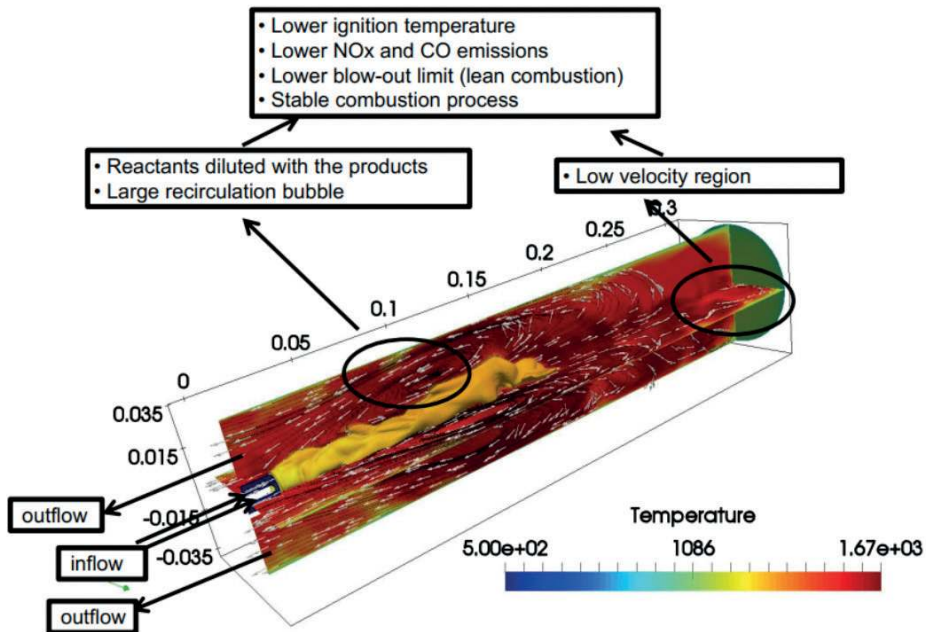 • Lower ignition temperature
• Lower NOx and CO emissions
• Lower blow-out limit (lean combustion)
• Stable combustion process
• Reactants diluted with the products
• Large recirculation bubble
• Low velocity region
0.3
0.25
0.2
0.15
0.1
0.05
0
0.035
0.015
-0.015
-0.035
outflow
inflow
outflow
Temperature
5.00e+02 1086 1.67e+03